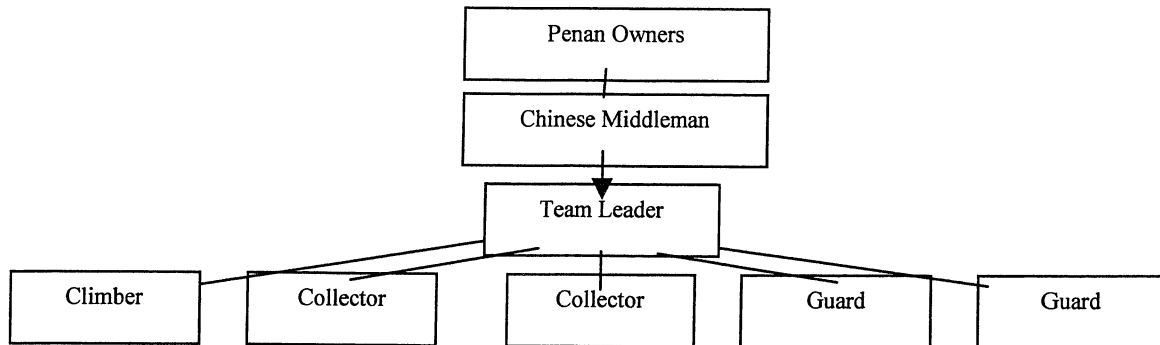 Penan Owners
Chinese Middleman
Team Leader
Climber
Collector
Collector
Guard
Guard